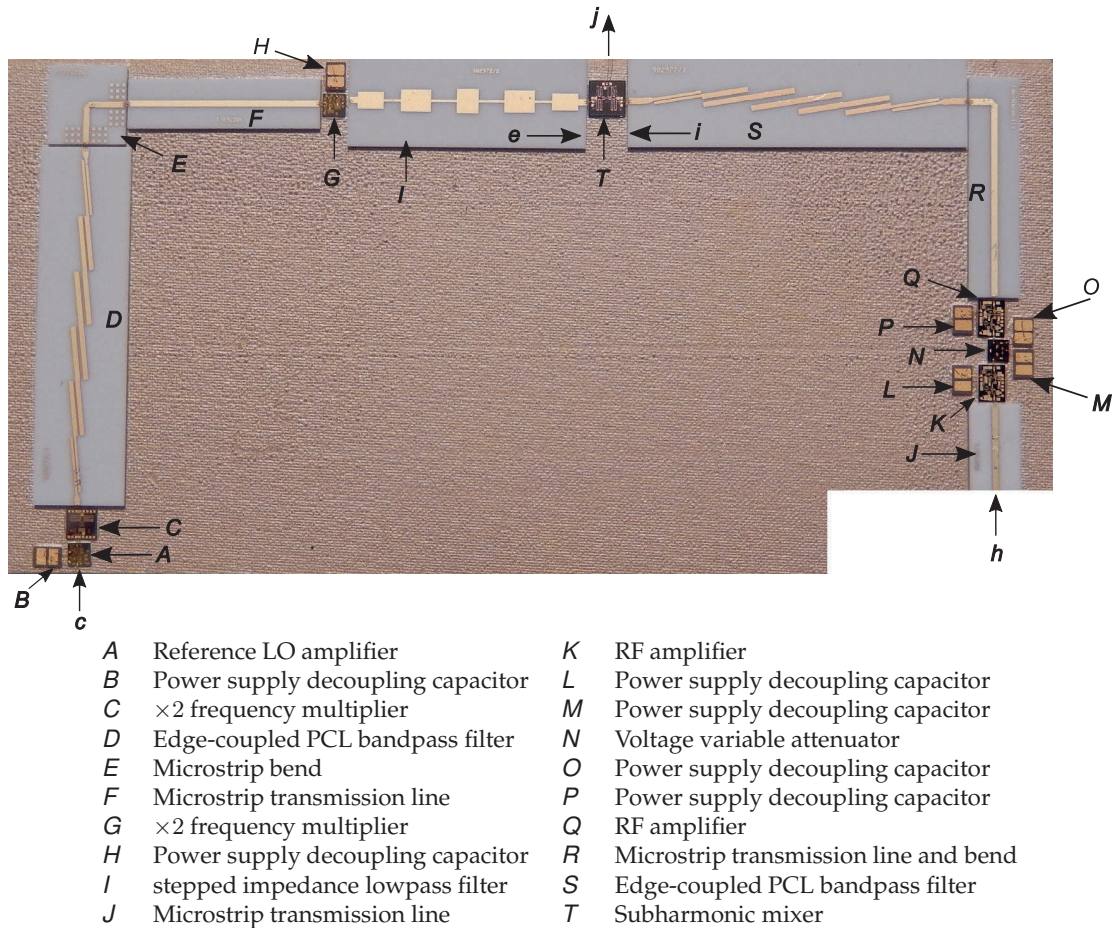 j
H
F
e
i
S
E
G
I
T
R
Q
O
D
P
N
L
M
K
J
C
A
h
B
c
A Reference LO amplifier
B Power supply decoupling capacitor
C ×2 frequency multiplier
D Edge-coupled PCL bandpass filter
E Microstrip bend
F Microstrip transmission line
G ×2 frequency multiplier
H Power supply decoupling capacitor
I stepped impedance lowpass filter
J Microstrip transmission line
K RF amplifier
L Power supply decoupling capacitor
M Power supply decoupling capacitor
N Voltage variable attenuator
O Power supply decoupling capacitor
P Power supply decoupling capacitor
Q RF amplifier
R Microstrip transmission line and bend
S Edge-coupled PCL bandpass filter
T Subharmonic mixer